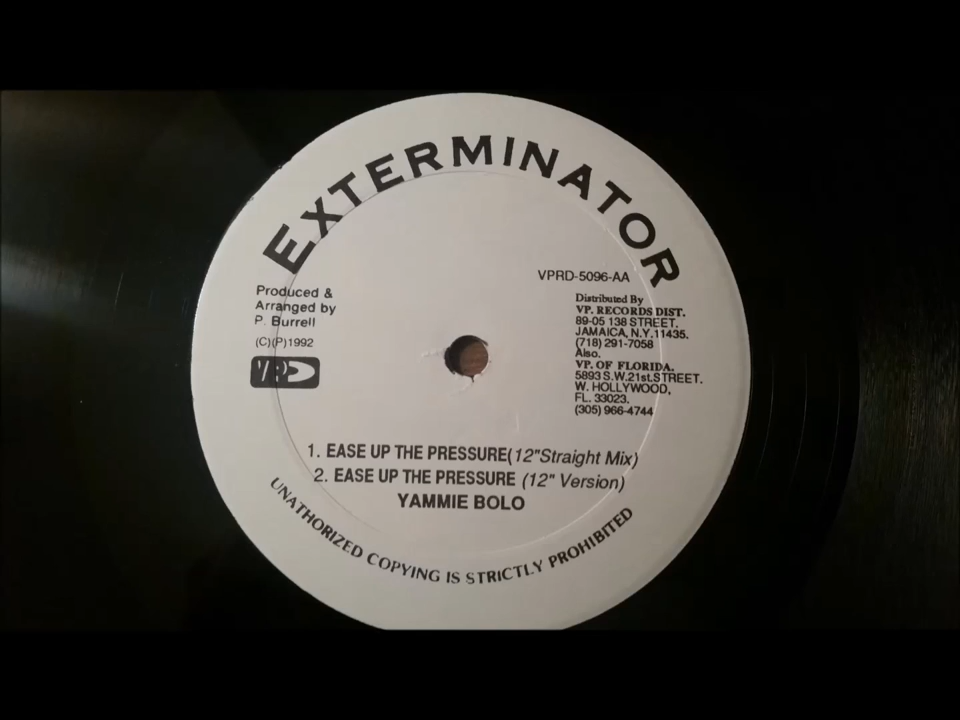 EXTERMINATOR
VPRD-5096-AA
Produced &
Arranged by
P. Burrell
(C)(P)1992
VP
Distributed By
VP. RECORDS DIST.
89-05 138 STREET.
JAMAICA, N.Y.11435.
(718) 291-7058
Also.
VP. OF FLORIDA.
5893 S.W.21st.STREET.
W. HOLLYWOOD,
FL. 33023.
(305) 966-4744
1. EASE UP THE PRESSURE(12"Straight Mix)
2. EASE UP THE PRESSURE (12" Version)
YAMMIE BOLO
UNATHORIZED COPYING IS STRICTLY PROHIBITED